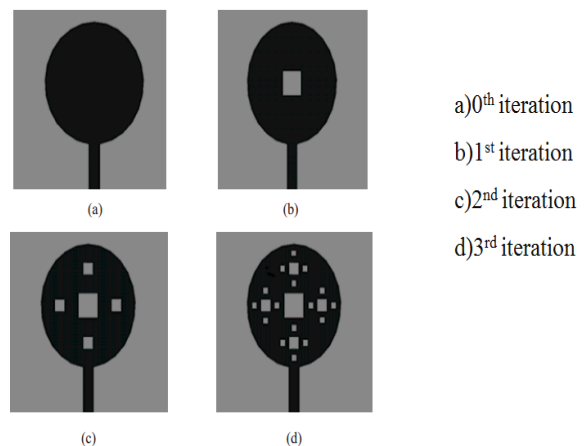 (a)
(b)
a)0th iteration
b)1st iteration
c)2nd iteration
d)3rd iteration
(c)
(d)